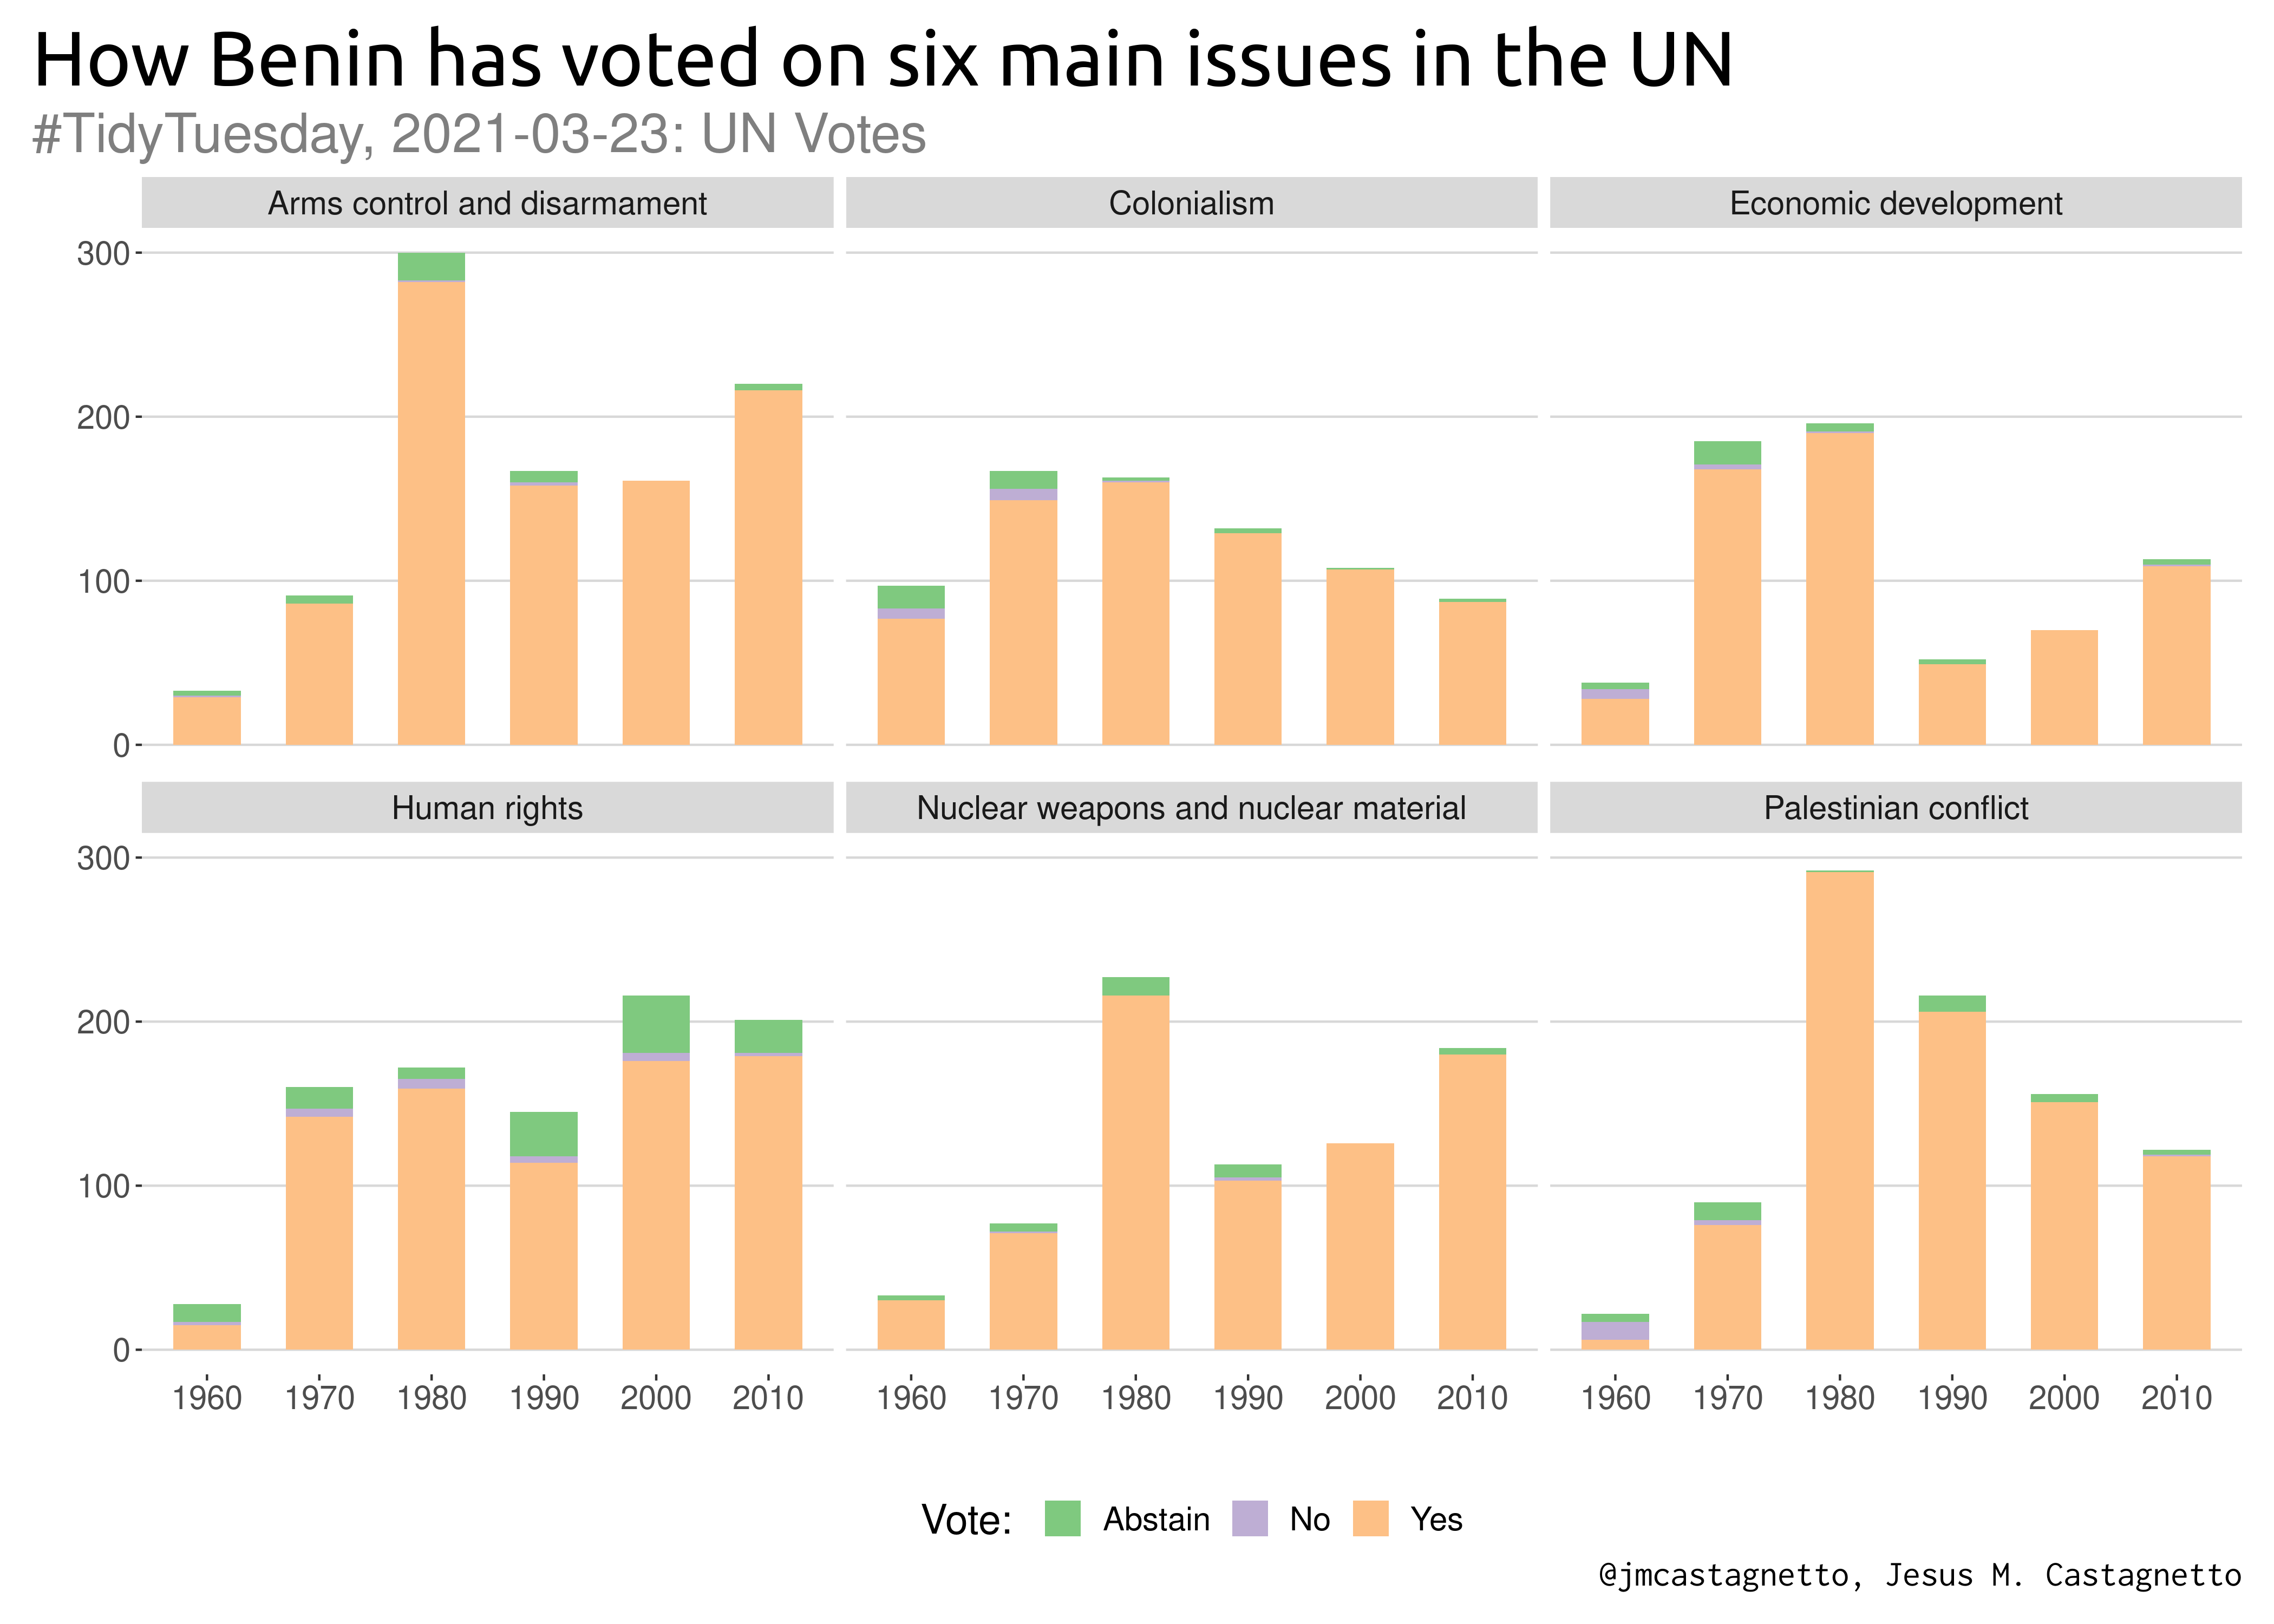 How Benin has voted on six main issues in the UN
#TidyTuesday, 2021-03-23: UN Votes
Arms control and disarmament
Colonialism
Economic development
300
200
100
0
Human rights
Nuclear weapons and nuclear material
Palestinian conflict
300
200
100
0
1960 1970 1980 1990 2000 2010
1960 1970 1980 1990 2000 2010
1960 1970 1980 1990 2000 2010
Vote: Abstain No Yes
@jmcastagnetto, Jesus M. Castagnetto